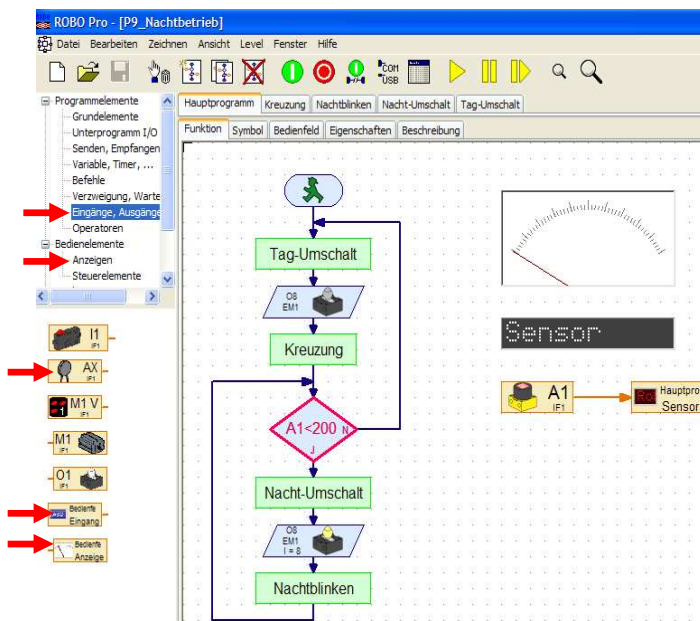 ROBO Pro - [P9_Nachtbetrieb]
Datei Bearbeiten Zeichnen Ansicht Level Fenster Hilfe
COM
USB
Programmelemente
Grundelemente
Unterprogramm I/O
Senden, Empfangen
Variable, Timer, ...
Befehle
Verzweigung, Warte
Eingänge, Ausgänge
Operatoren
Bedienelemente
Anzeigen
Steuerelemente
I1
IF1
AX
IF1
M1 V
IF1
M1
IF1
O1
IF1
Bedienfe
Eingang
Bedienfe
Anzeige
Hauptprogramm Kreuzung Nachtblinken Nacht-Umschalt Tag-Umschalt
Funktion Symbol Bedienfeld Eigenschaften Beschreibung
Tag-Umschalt
O8
EM1
Kreuzung
A1<200 N
J
Nacht-Umschalt
O8
EM1
I = 8
Nachtblinken
Sensor
A1
IF1
Hauptpro
Sensor